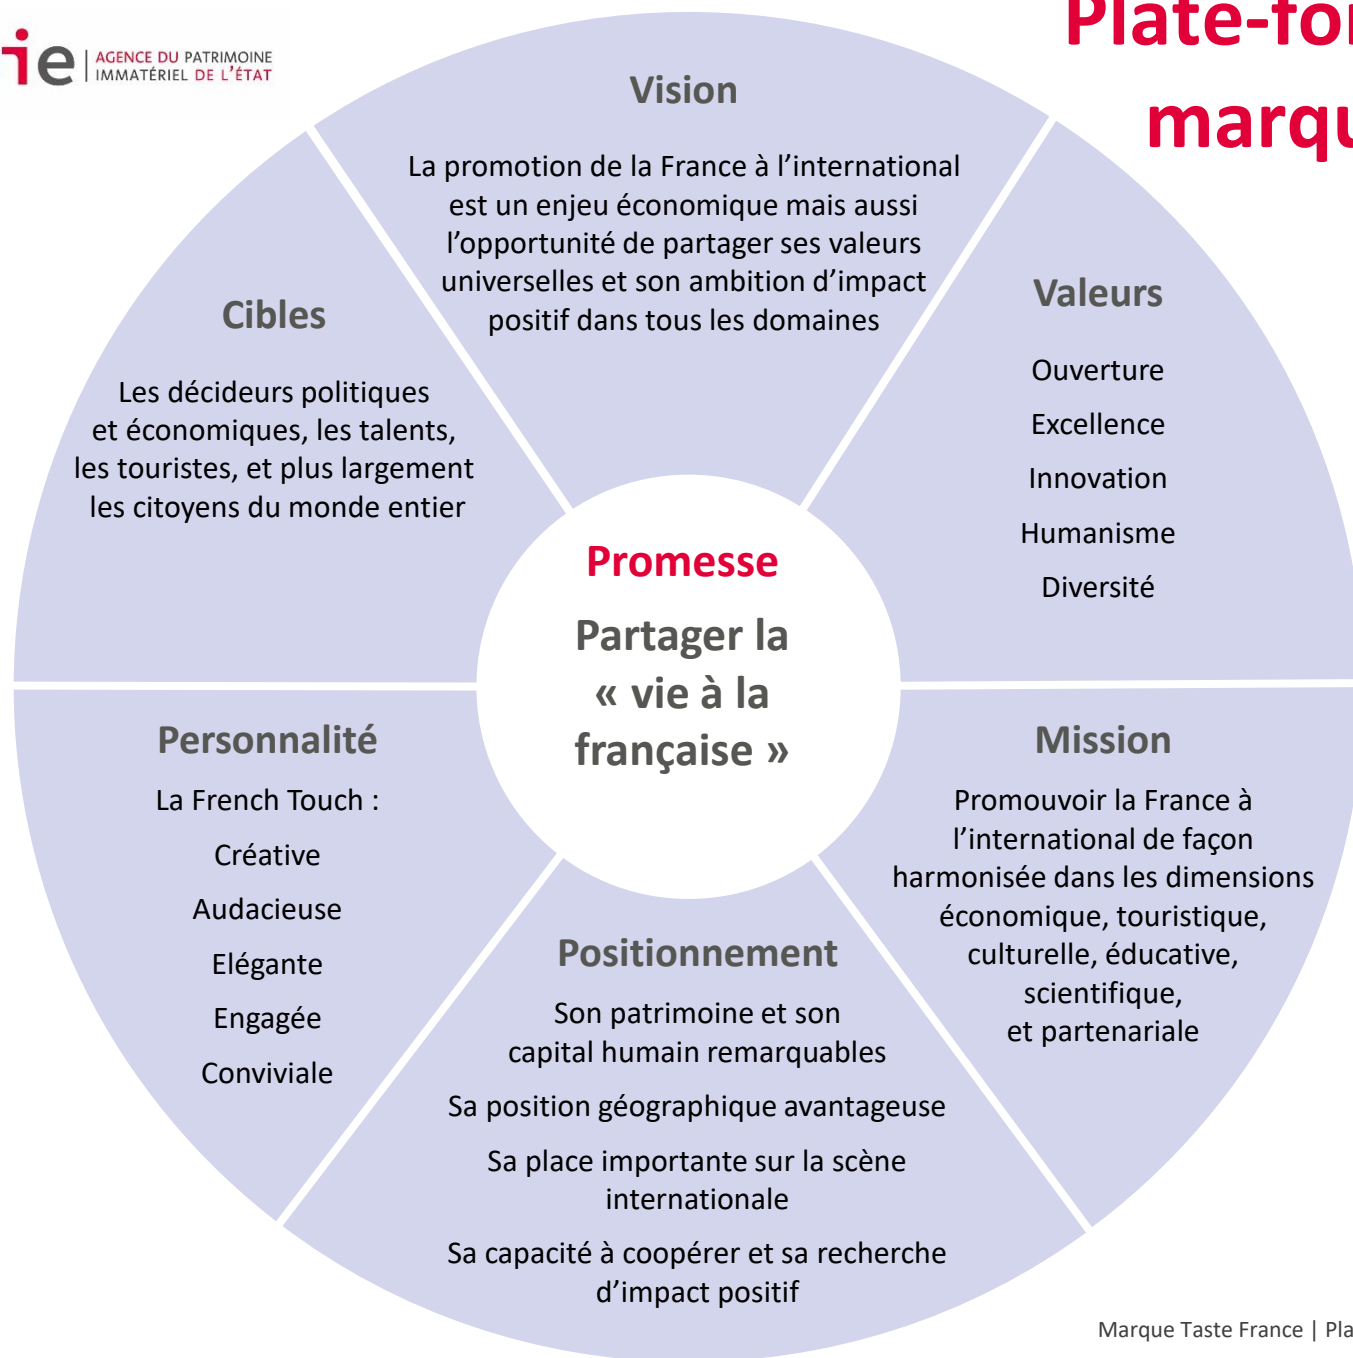 AGENCE DU PATRIMOINE
IMMATÉRIEL DE L'ÉTAT
marqu
Vision
La promotion de la France à l’international
est un enjeu économique mais aussi
l’opportunité de partager ses valeurs
universelles et son ambition d’impact
positif dans tous les domaines
Cibles
Les décideurs politiques
et économiques, les talents,
les touristes, et plus largement
les citoyens du monde entier
Valeurs
Ouverture
Excellence
Innovation
Humanisme
Diversité
Promesse
Partager la
« vie à la
française »
Personnalité
La French Touch :
Créative
Audacieuse
Elégante
Engagée
Conviviale
Mission
Promouvoir la France à
l’international de façon
harmonisée dans les dimensions
économique, touristique,
culturelle, éducative,
scientifique,
et partenariale
Positionnement
Son patrimoine et son
capital humain remarquables
Sa position géographique avantageuse
Sa place importante sur la scène
internationale
Sa capacité à coopérer et sa recherche
d’impact positif
Marque Taste France | Pla